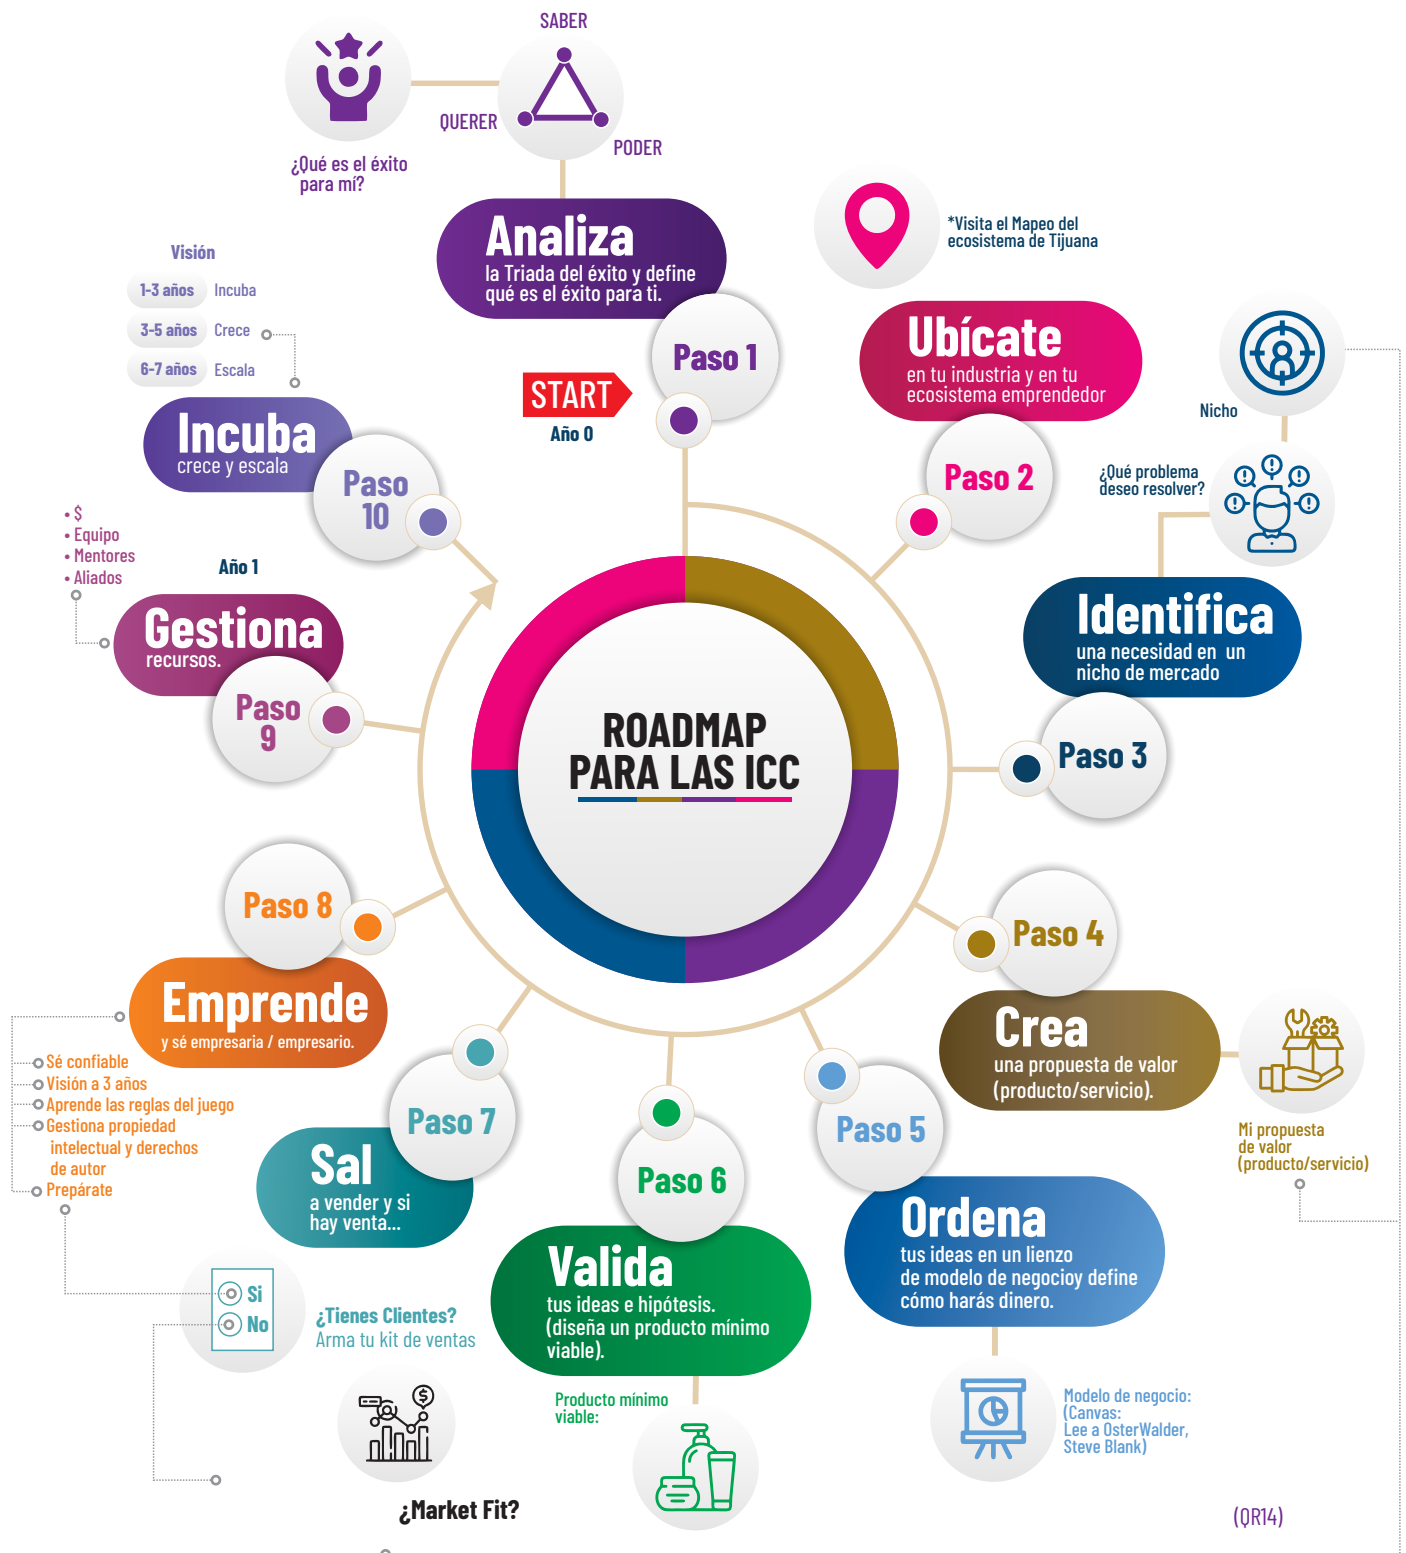 SABER
QUERER
PODER
¿Qué es el éxito
para mí?
Analiza
la Triada del éxito y define
qué es el éxito para ti.
Paso 1
START
Año 0
*Visita el Mapeo del
ecosistema de Tijuana
Ubícate
en tu industria y en tu
ecosistema emprendedor
Paso 2
Nicho
¿Qué problema
deseo resolver?
Identifica
una necesidad en un
nicho de mercado
Paso 3
ROADMAP
PARA LAS ICC
Paso 4
Crea
una propuesta de valor
(producto/servicio).
Mi propuesta
de valor
(producto/servicio)
Paso 5
Ordena
tus ideas en un lienzo
de modelo de negocioy define
cómo harás dinero.
Modelo de negocio:
(Canvas:
Lee a OsterWalder,
Steve Blank)
(QR14)
Paso 6
Valida
tus ideas e hipótesis.
(diseña un producto mínimo
viable).
Producto mínimo
viable:
Paso 7
Sal
a vender y si
hay venta...
Si
No
¿Tienes Clientes?
Arma tu kit de ventas
$
¿Market Fit?
Paso 8
Emprende
y sé empresaria / empresario.
Sé confiable
Visión a 3 años
Aprende las reglas del juego
Gestiona propiedad
intelectual y derechos
de autor
Prepárate
Paso
9
Gestiona
recursos.
• $
• Equipo
• Mentores
• Aliados
Año 1
Paso
10
Incuba
crece y escala
Visión
1-3 años Incuba
3-5 años Crece
6-7 años Escala